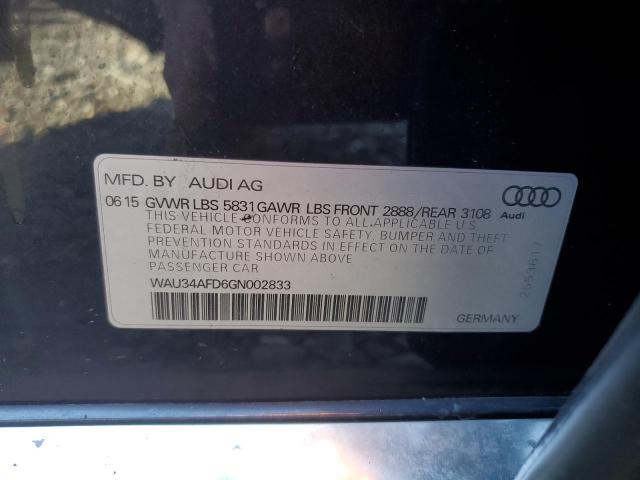 MFD. BY AUDI AG
06 15 GVWR LBS 5831 GAWR LBS FRONT 2888/REAR 3108
Audi
THIS VEHICLE CONFORMS TO ALL APPLICABLE U S
FEDERAL MOTOR VEHICLE SAFETY, BUMPER AND THEFT
PREVENTION STANDARDS IN EFFECT ON THE DATE OF
MANUFACTURE SHOWN ABOVE
PASSENGER CAR
WAU34AFD6GN002833
GERMANY
2553617